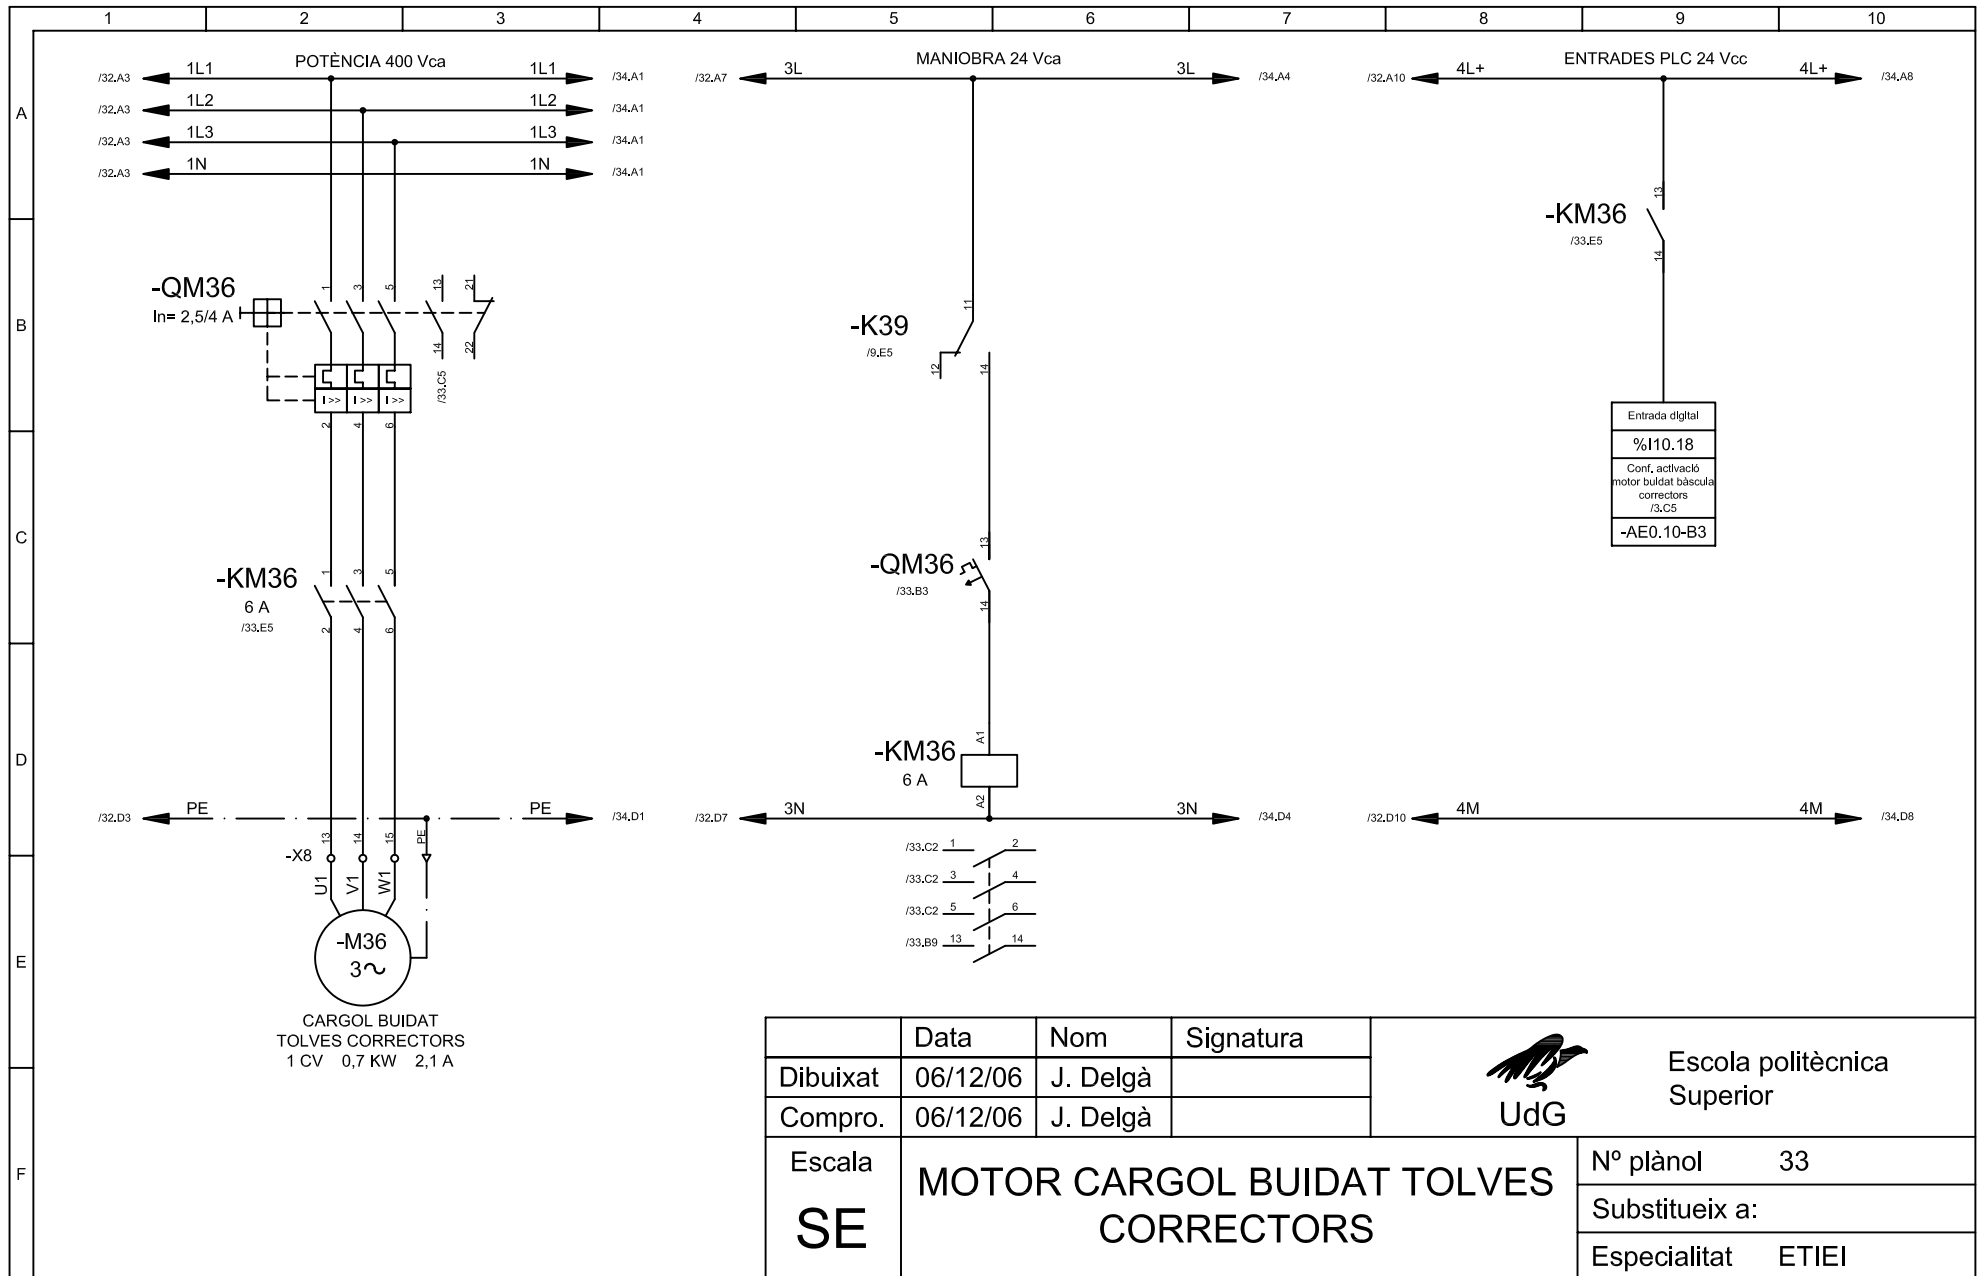 1 2 3 4 5 6 7 8 9 10
A
B
C
D
E
F
POTÈNCIA 400 Vca
/32.A3 1L1 1L1 /34.A1
/32.A3 1L2 1L2 /34.A1
/32.A3 1L3 1L3 /34.A1
/32.A3 1N 1N /34.A1
-QM36
In= 2,5/4 A
1 3 5 13 21
14 22
/33.C5
I >> I >> I >>
2 4 6
-KM36
6 A
/33.E5
1 3 5
2 4 6
/32.D3 PE PE /34.D1
-X8
13 14 15 PE
U1 V1 W1
-M36
3
CARGOL BUIDAT
TOLVES CORRECTORS
1 CV 0,7 KW 2,1 A
MANIOBRA 24 Vca
/32.A7 3L 3L /34.A4
-K39
/9.E5
11
12 14
-QM36
/33.B3
13
14
-KM36
6 A
A1
A2
/32.D7 3N 3N /34.D4
/33.C2 1 2
/33.C2 3 4
/33.C2 5 6
/33.B9 13 14
ENTRADES PLC 24 Vcc
/32.A10 4L+ 4L+ /34.A8
-KM36
/33.E5
13
14
Entrada digital
%I10.18
Conf. activació
motor buidat bàscula
correctors
/3.C5
-AE0.10-B3
/32.D10 4M 4M /34.D8
Data Nom Signatura
Dibuixat 06/12/06 J. Delgà
Compro. 06/12/06 J. Delgà
UdG
Escola politècnica
Superior
Escala
SE
MOTOR CARGOL BUIDAT TOLVES
CORRECTORS
Nº plànol 33
Substitueix a:
Especialitat ETIEI